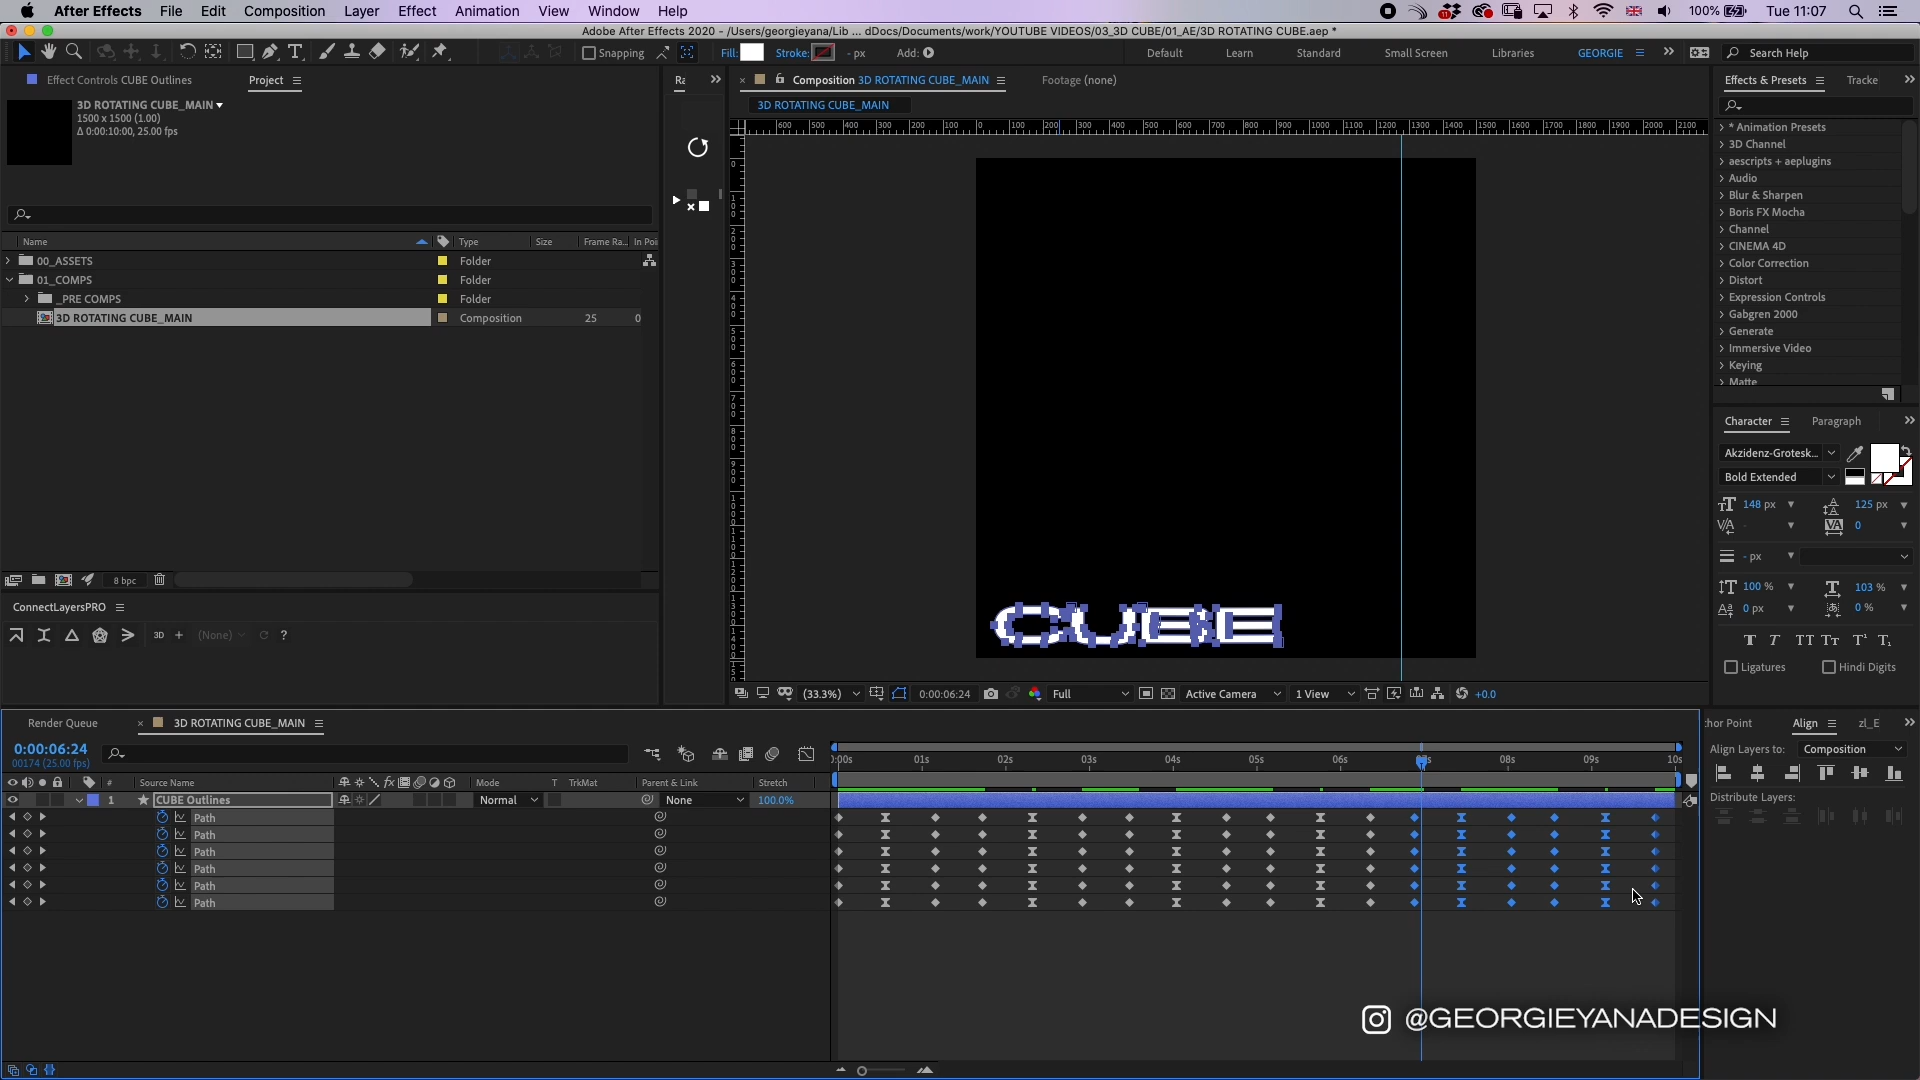 After Effects File Edit Composition Layer Effect Animation View Window Help 100% Tue 11:07
Adobe After Effects 2020 - /Users/georgieyana/Lib ... dDocs/Documents/work/YOUTUBE VIDEOS/03_3D CUBE/01_AE/3D ROTATING CUBE.aep *
Snapping Fill: Stroke: - px Add: Default Learn Standard Small Screen Libraries GEORGIE Search Help
Effect Controls CUBE Outlines Project Composition 3D ROTATING CUBE_MAIN Footage (none) Effects & Presets Tracke
3D ROTATING CUBE_MAIN
1500 x 1500 (1.00)
Δ 0:00:10:00, 25.00 fps
3D ROTATING CUBE_MAIN
Name Type Size Frame Ra... In Poi
00_ASSETS Folder
01_COMPS Folder
_PRE COMPS Folder
3D ROTATING CUBE_MAIN Composition 25 0
8 bpc
ConnectLayersPRO
3D + (None) ?
CUBE
(33.3%) 0:00:06:24 Full Active Camera 1 View +0.0
* Animation Presets
3D Channel
aescripts + aeplugins
Audio
Blur & Sharpen
Boris FX Mocha
Channel
CINEMA 4D
Color Correction
Distort
Expression Controls
Gabgren 2000
Generate
Immersive Video
Keying
Matte
Character Paragraph
Akzidenz-Grotesk...
Bold Extended
148 px 125 px
0
- px
100 % 103 %
0 px 0 %
Ligatures Hindi Digits
Render Queue 3D ROTATING CUBE_MAIN
0:00:06:24
00174 (25.00 fps)
:00s 01s 02s 03s 04s 05s 06s 08s 09s 10s
# Source Name Mode T TrkMat Parent & Link Stretch
1 CUBE Outlines Normal None 100.0%
Path
Path
Path
Path
Path
Path
hor Point Align zl_E
Align Layers to: Composition
Distribute Layers:
@GEORGIEYANADESIGN